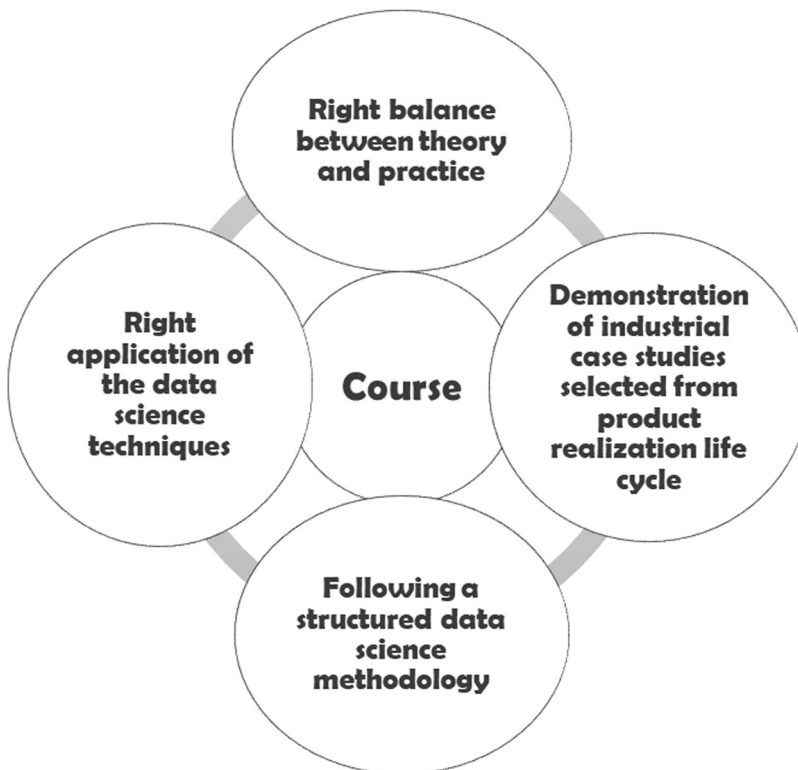 Right balance
between theory
and practice
Demonstration
of industrial
case studies
selected from
product
realization life
cycle
Right
application of
the data
science
techniques
Course
Following a
structured data
science
methodology